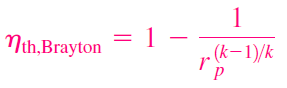 η_th,Brayton = 1 − 1 / r_p^((k−1)/k)